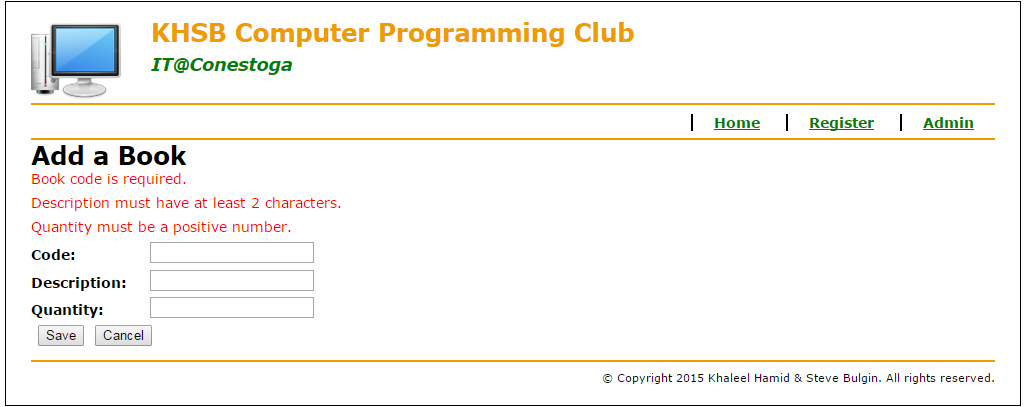 KHSB Computer Programming Club
IT@Conestoga
Home Register Admin
Add a Book
Book code is required.
Description must have at least 2 characters.
Quantity must be a positive number.
Code:
Description:
Quantity:
Save Cancel
© Copyright 2015 Khaleel Hamid & Steve Bulgin. All rights reserved.